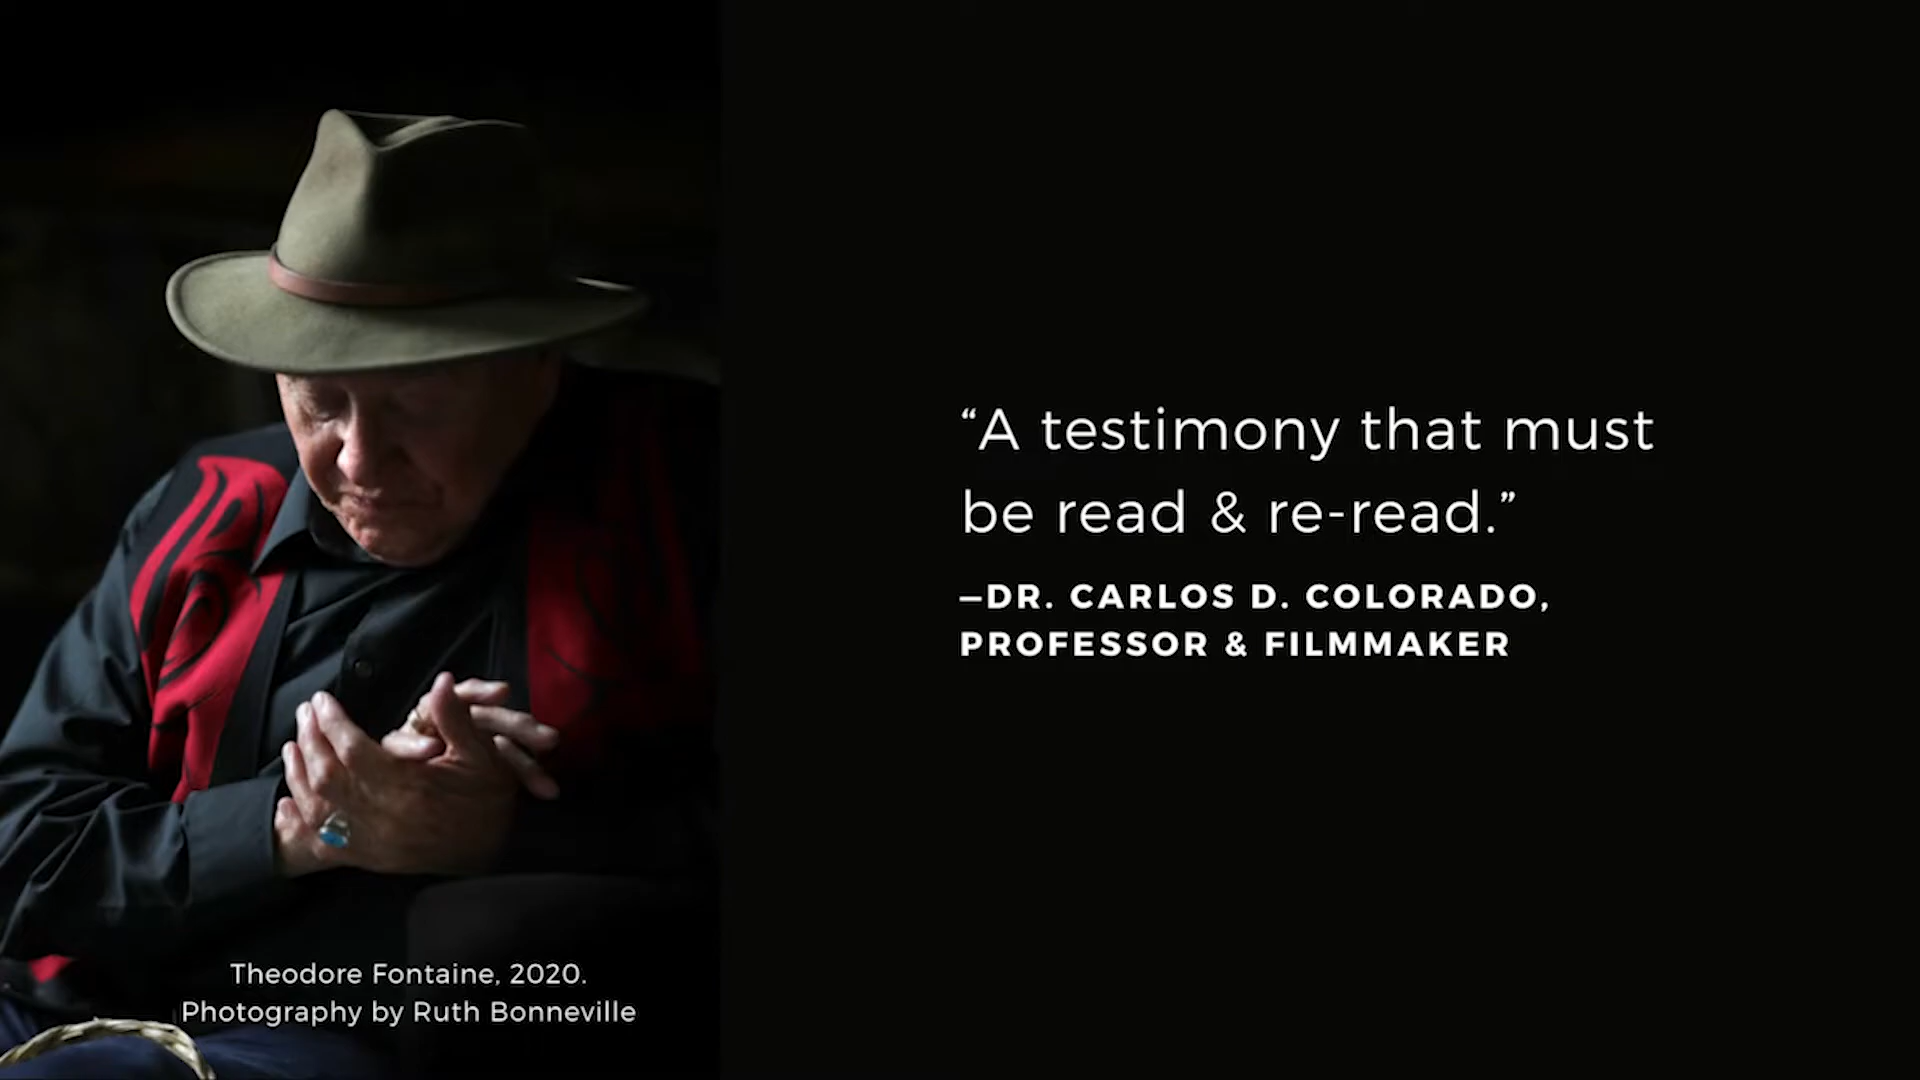 “A testimony that must
be read & re-read.”
—DR. CARLOS D. COLORADO,
PROFESSOR & FILMMAKER
Theodore Fontaine, 2020.
Photography by Ruth Bonneville